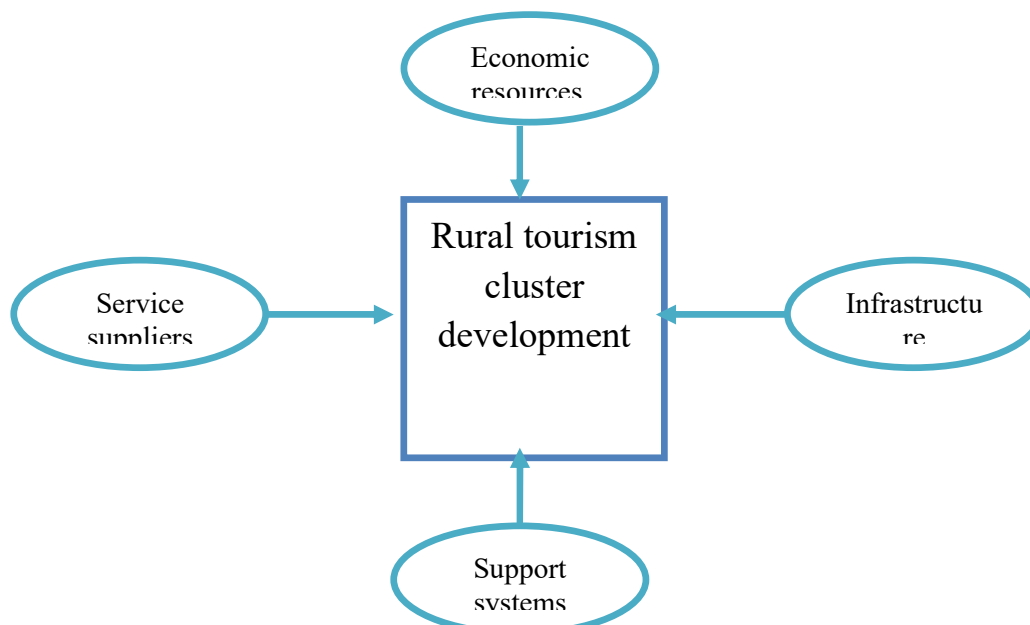 Economic
resources
Rural tourism
cluster
development
Service
suppliers
Infrastructu
re
Support
systems